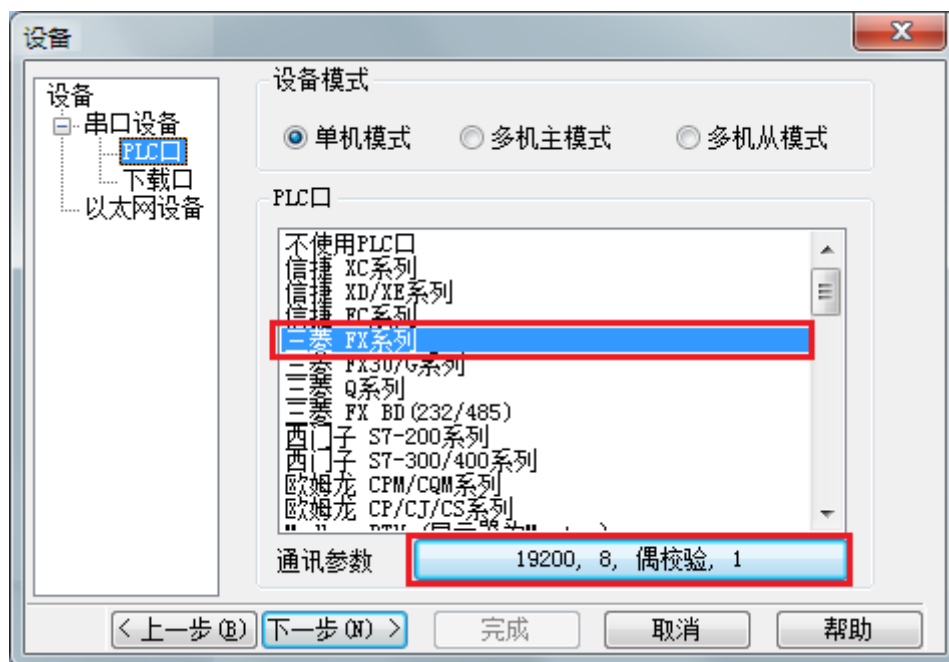 设备
设备
串口设备
PLC口
下载口
以太网设备
设备模式
单机模式
多机主模式
多机从模式
PLC口
不使用PLC口
信捷 XC系列
信捷 XD/XE系列
信捷 FC系列
三菱 FX系列
三菱 FX3U/G系列
三菱 Q系列
三菱 FX BD(232/485)
西门子 S7-200系列
西门子 S7-300/400系列
欧姆龙 CPM/CQM系列
欧姆龙 CP/CJ/CS系列
通讯参数
19200, 8, 偶校验, 1
<上一步(B)
下一步(N) >
完成
取消
帮助